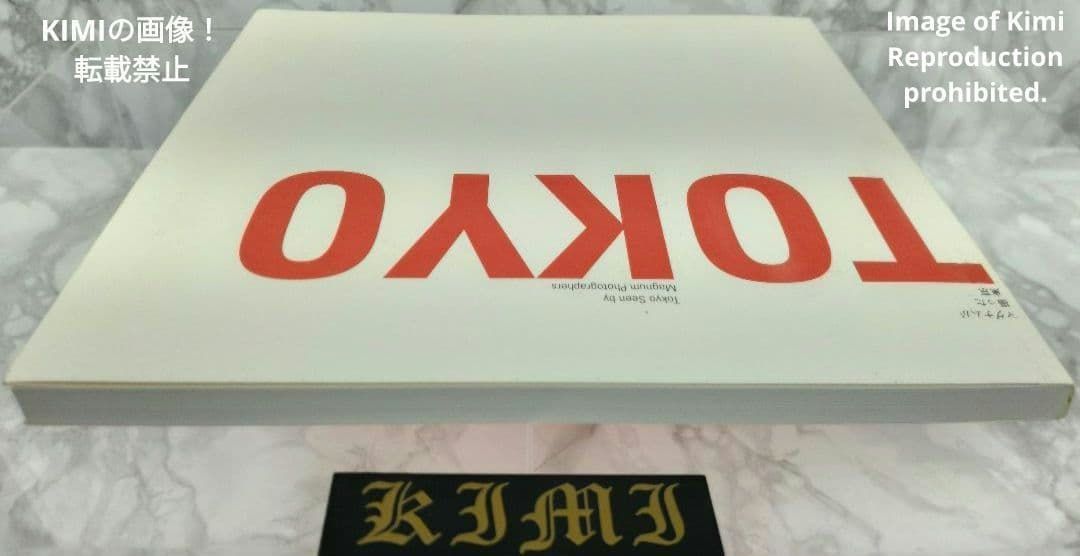 KIMIの画像！
転載禁止
Image of Kimi
Reproduction
prohibited.
TOKYO
Tokyo Seen by
Magnum Photographers
マグナムが
撮った
東京
KIMI